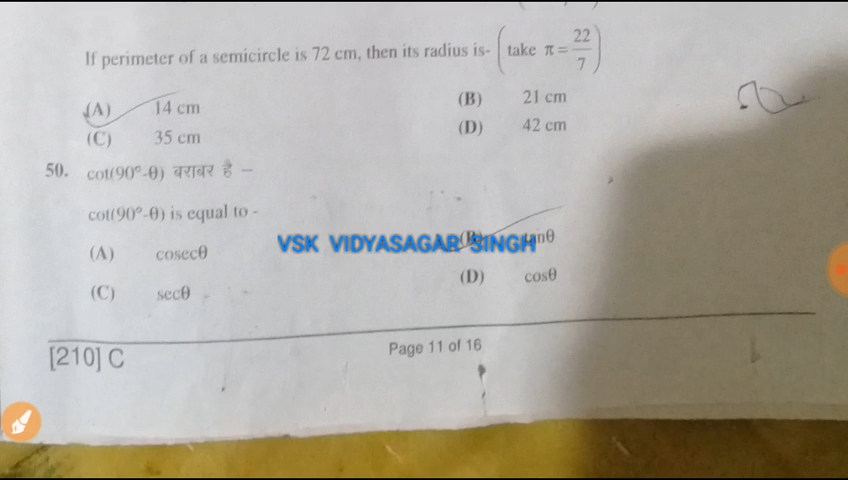 If perimeter of a semicircle is 72 cm, then its radius is- (take π = 22/7)
(A) 14 cm (B) 21 cm
(C) 35 cm (D) 42 cm
50. cot(90°-θ) बराबर है –
cot(90°-θ) is equal to -
(A) cosecθ (B) tanθ
VSK VIDYASAGAR SINGH
(C) secθ (D) cosθ
[210] C Page 11 of 16